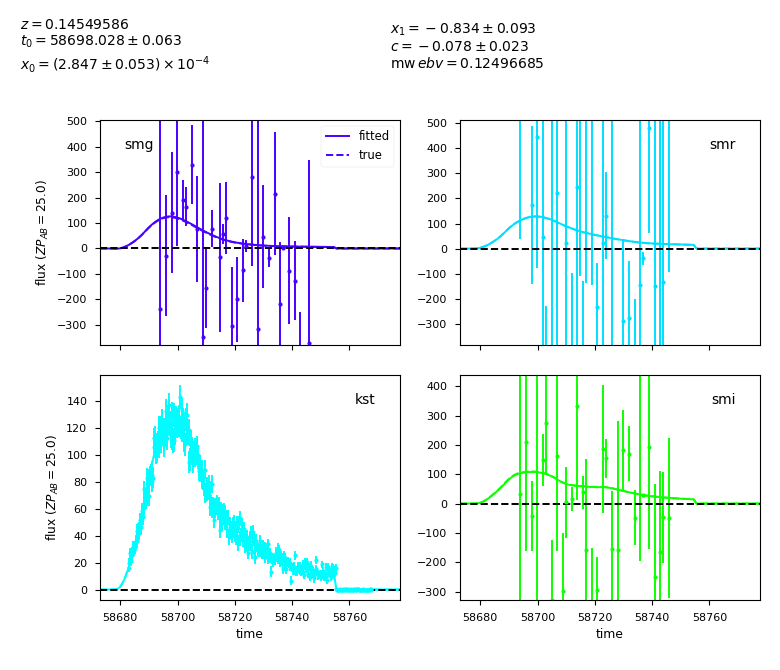 z = 0.14549586
t₀ = 58698.028 ± 0.063
x₀ = (2.847 ± 0.053) × 10⁻⁴
x₁ = −0.834 ± 0.093
c = −0.078 ± 0.023
mwebv = 0.12496685
500
400
300
200
100
0
−100
−200
−300
flux (ZP_AB = 25.0)
smg
fitted
true
500
400
300
200
100
0
−100
−200
−300
smr
140
120
100
80
60
40
20
0
flux (ZP_AB = 25.0)
kst
58680 58700 58720 58740 58760
time
400
300
200
100
0
−100
−200
−300
smi
58680 58700 58720 58740 58760
time